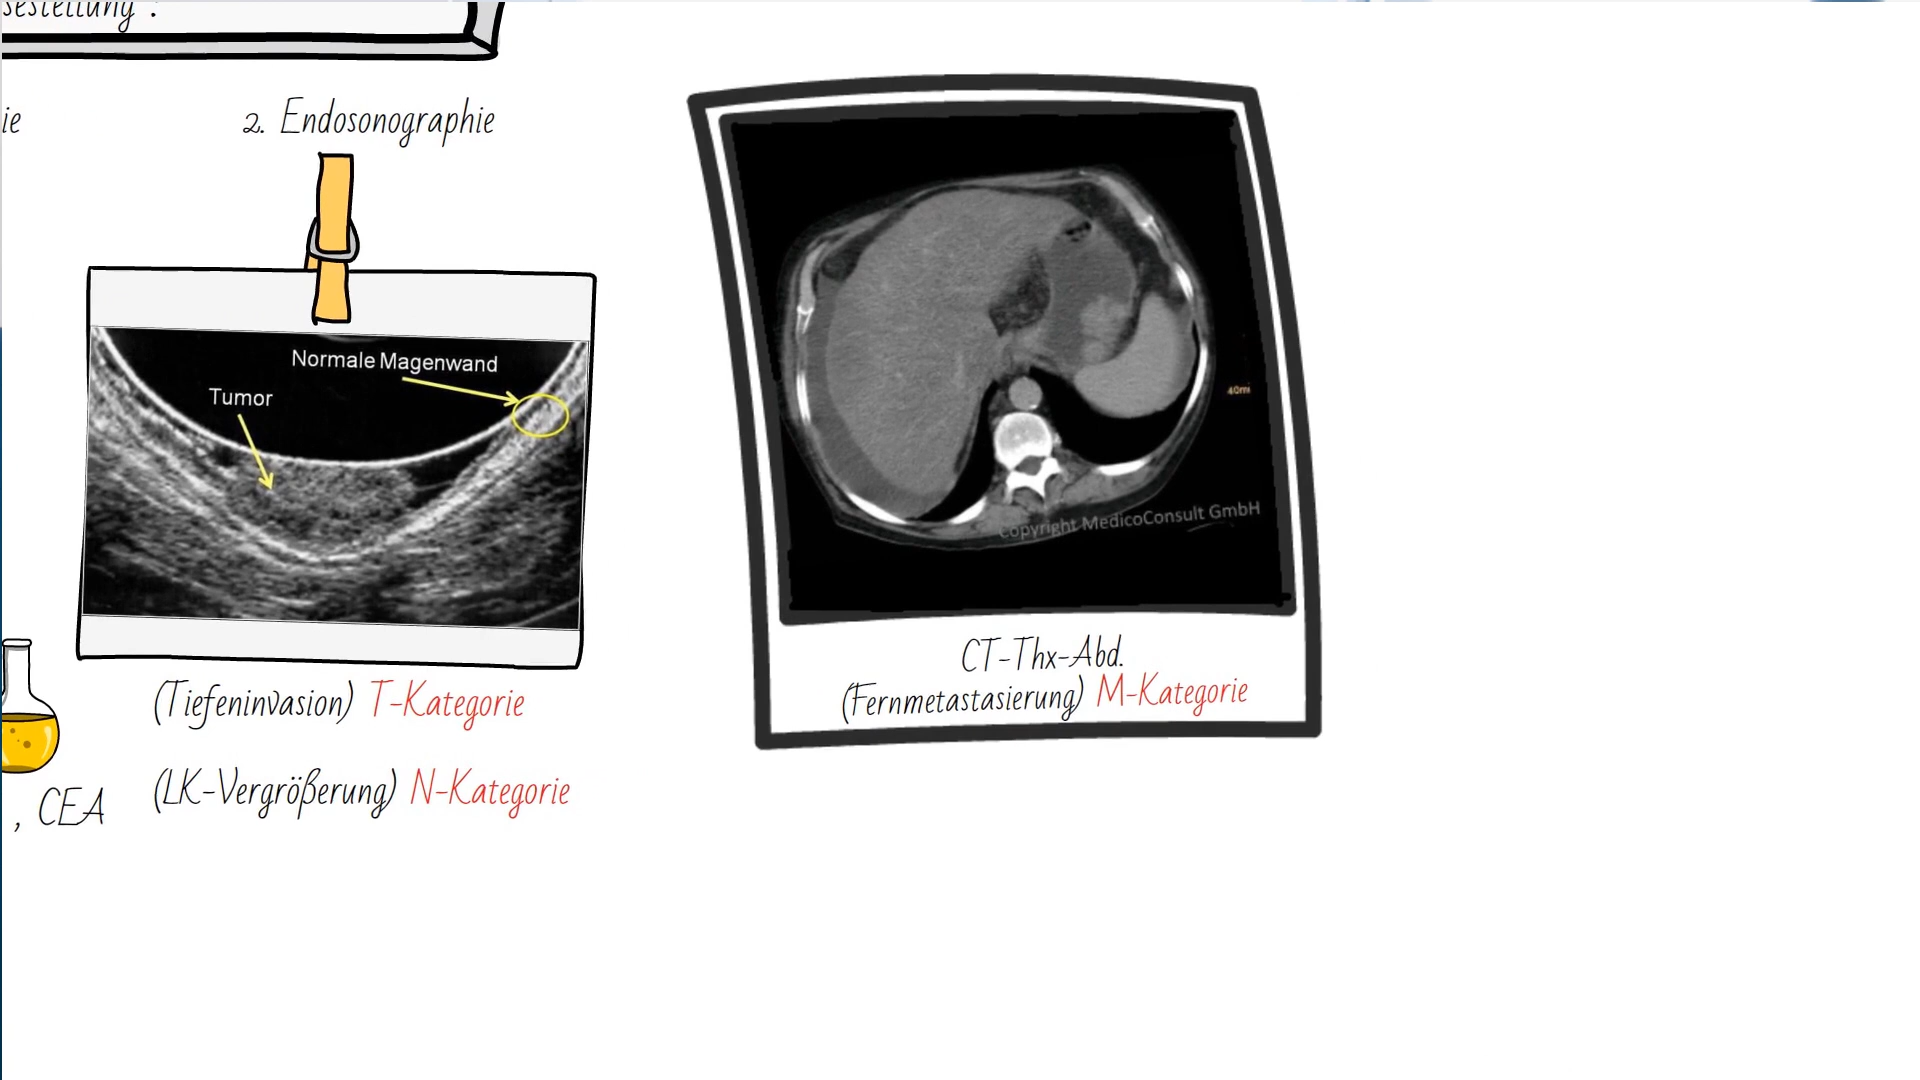 2. Endosonographie
Normale Magenwand
Tumor
(Tiefeninvasion) T-Kategorie
(LK-Vergrößerung) N-Kategorie
, CEA
40mi
Copyright MedicoConsult GmbH
CT-Thx-Abd.
(Fernmetastasierung) M-Kategorie